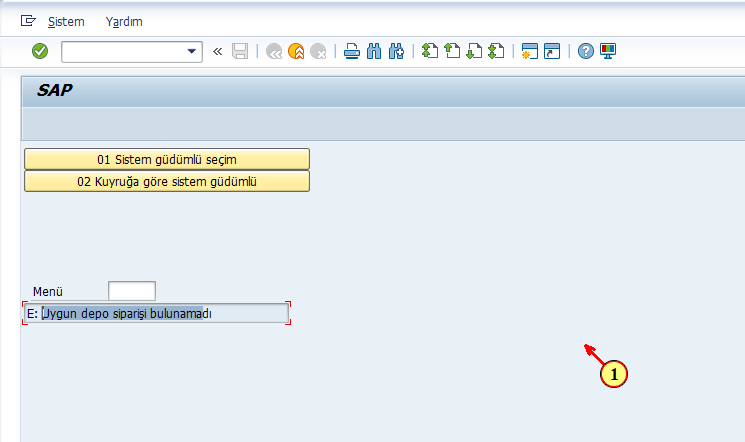 Sistem Yardım
SAP
01 Sistem güdümlü seçim
02 Kuyruğa göre sistem güdümlü
Menü
E: Uygun depo siparişi bulunamadı
1